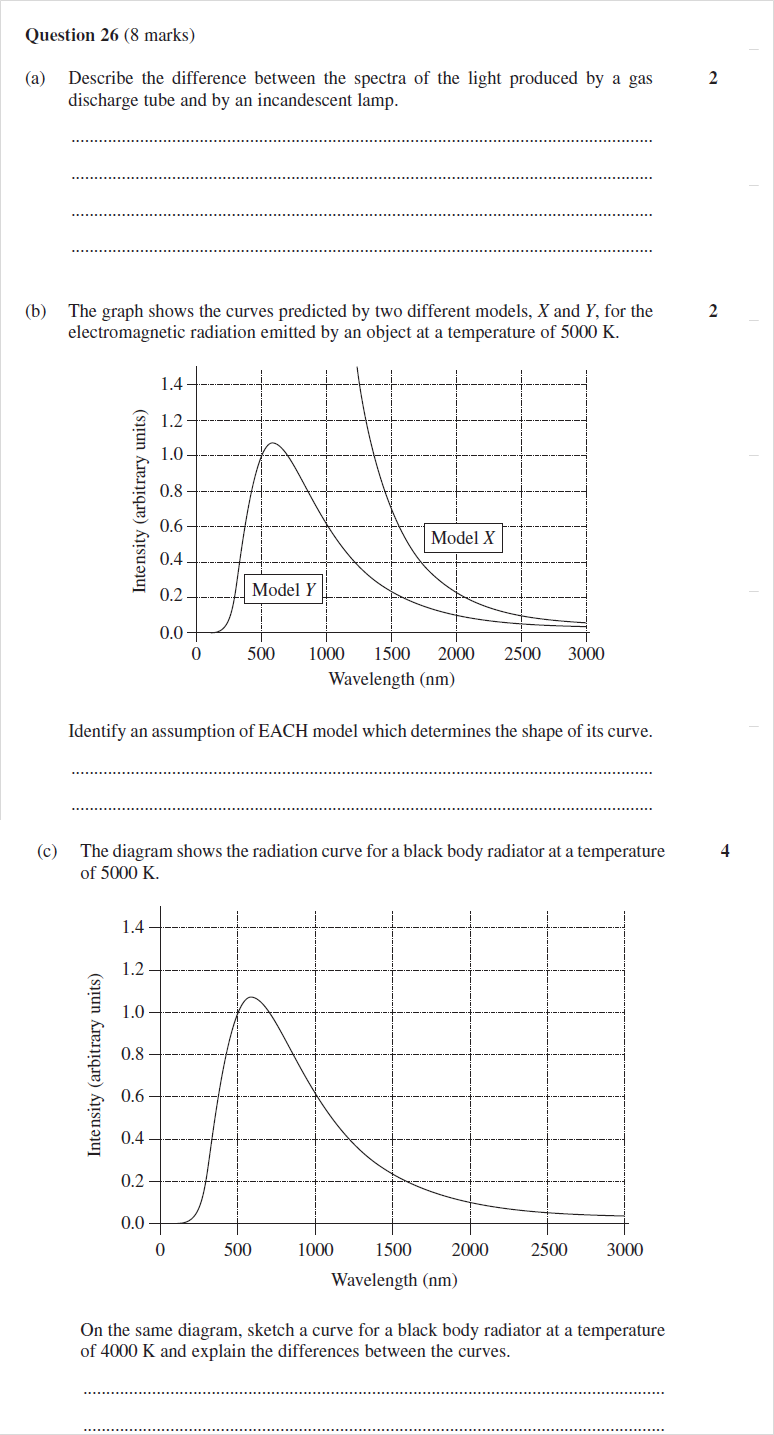 Question 26 (8 marks)
(a) Describe the difference between the spectra of the light produced by a gas 2
discharge tube and by an incandescent lamp.
(b) The graph shows the curves predicted by two different models, X and Y, for the 2
electromagnetic radiation emitted by an object at a temperature of 5000 K.
Intensity (arbitrary units)
1.4
1.2
1.0
0.8
0.6
0.4
0.2
0.0
Model X
Model Y
0 500 1000 1500 2000 2500 3000
Wavelength (nm)
Identify an assumption of EACH model which determines the shape of its curve.
(c) The diagram shows the radiation curve for a black body radiator at a temperature 4
of 5000 K.
Intensity (arbitrary units)
1.4
1.2
1.0
0.8
0.6
0.4
0.2
0.0
0 500 1000 1500 2000 2500 3000
Wavelength (nm)
On the same diagram, sketch a curve for a black body radiator at a temperature
of 4000 K and explain the differences between the curves.